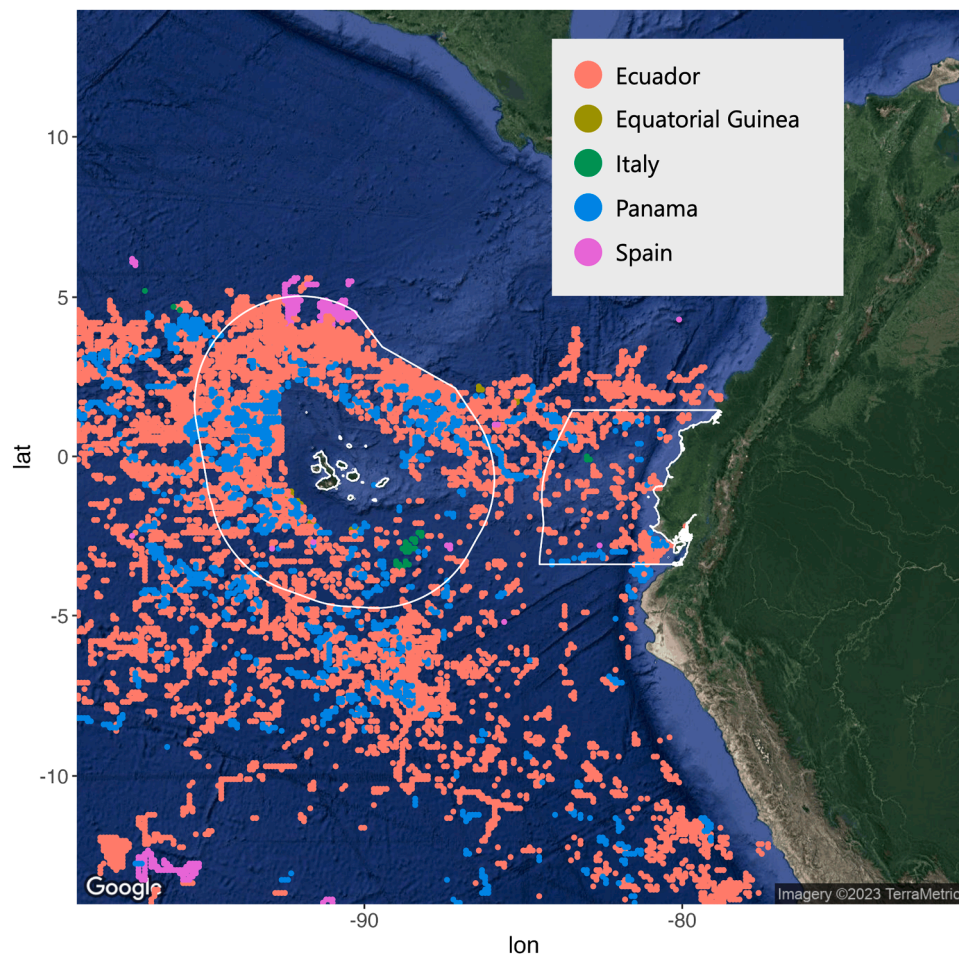 Ecuador
Equatorial Guinea
Italy
Panama
Spain
10
5
0
-5
-10
lat
Google
Imagery ©2023 TerraMetric
-90
-80
lon